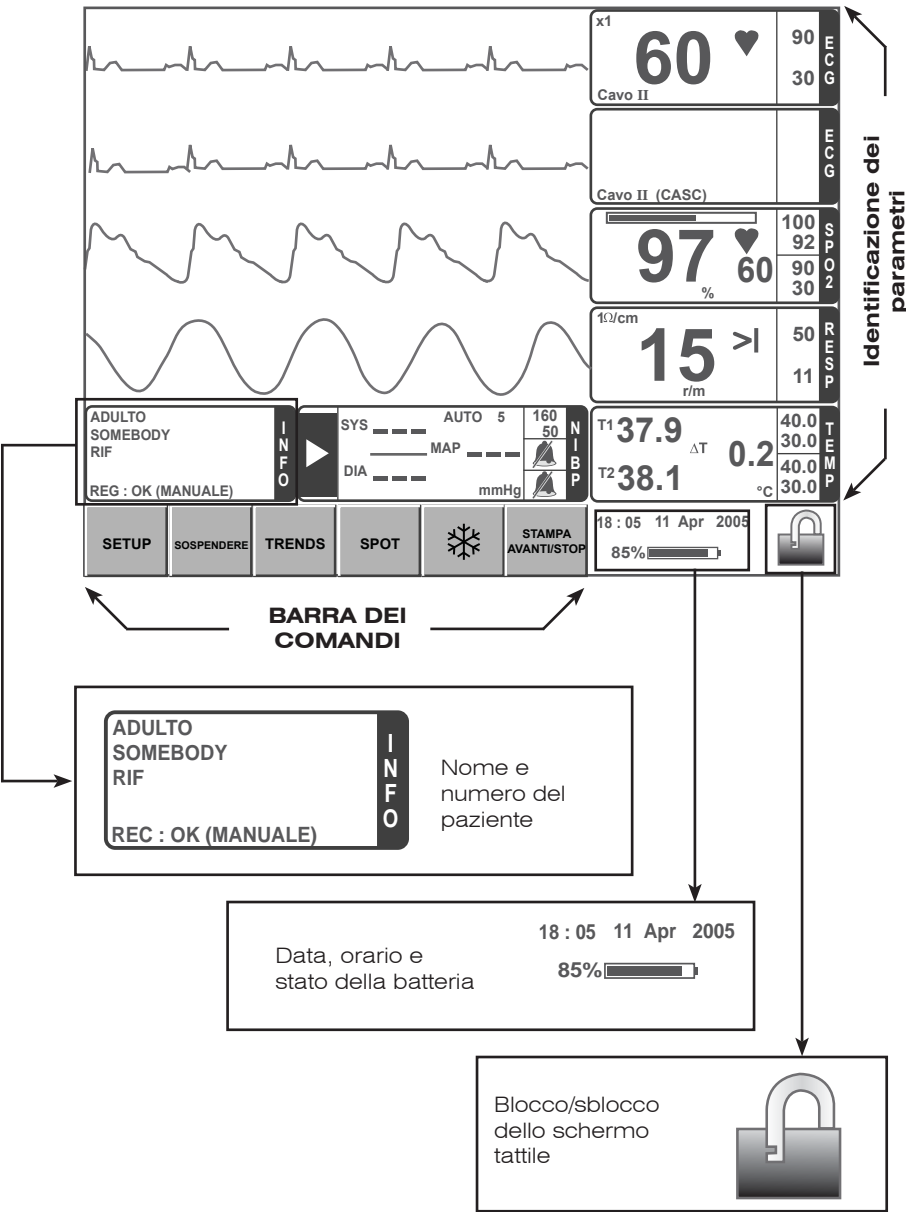 x1
60
Cavo II
90
30
ECG
Cavo II (CASC)
ECG
97
%
60
100
92
90
30
SPO2
1Ω/cm
15
>I
r/m
50
11
RESP
Identificazione dei
parametri
ADULTO
SOMEBODY
RIF
REG : OK (MANUALE)
INFO
SYS _ _ _
AUTO 5
MAP _ _ _
DIA _ _ _
mmHg
160
50
NIBP
T1 37.9
ΔT 0.2
T2 38.1
°C
40.0
30.0
40.0
30.0
TEMP
SETUP
SOSPENDERE
TRENDS
SPOT
STAMPA
AVANTI/STOP
18 : 05 11 Apr 2005
85%
BARRA DEI
COMANDI
ADULTO
SOMEBODY
RIF
REC : OK (MANUALE)
INFO
Nome e
numero del
paziente
Data, orario e
stato della batteria
18 : 05 11 Apr 2005
85%
Blocco/sblocco
dello schermo
tattile